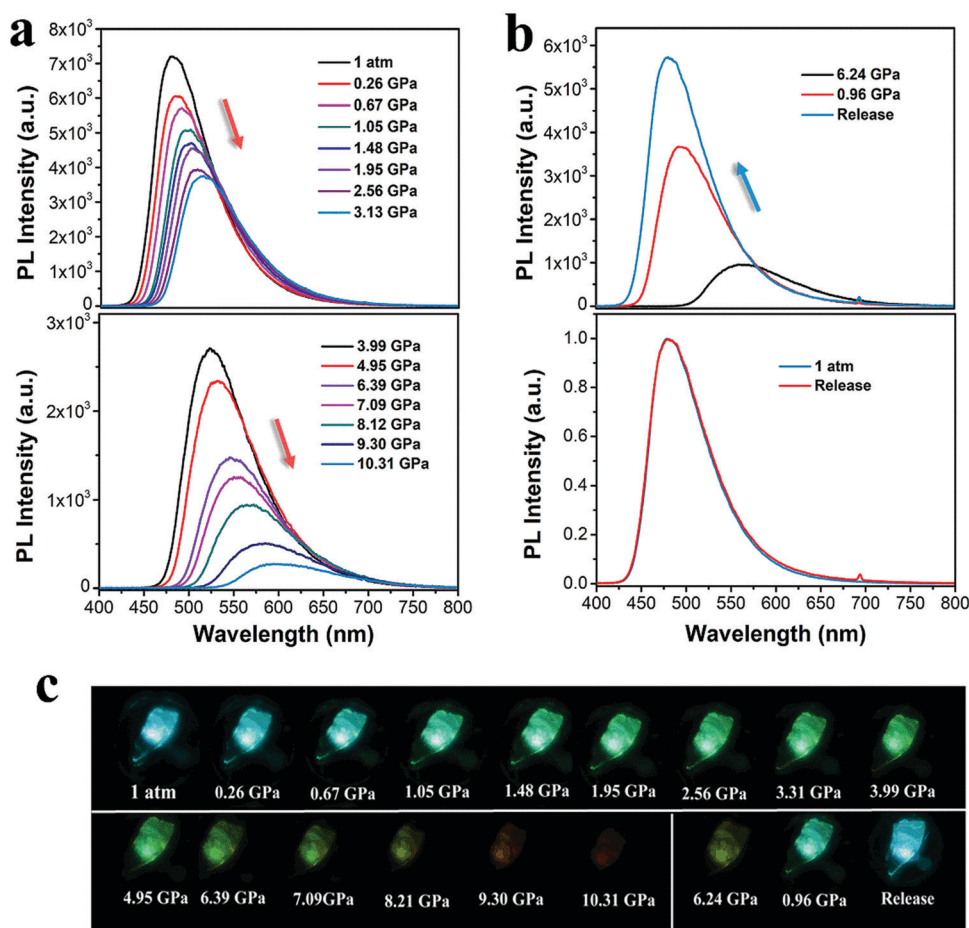 a
PL Intensity (a.u.)
8x10³
7x10³
6x10³
5x10³
4x10³
3x10³
2x10³
1x10³
0
1 atm
0.26 GPa
0.67 GPa
1.05 GPa
1.48 GPa
1.95 GPa
2.56 GPa
3.13 GPa
PL Intensity (a.u.)
3x10³
2x10³
1x10³
0
3.99 GPa
4.95 GPa
6.39 GPa
7.09 GPa
8.12 GPa
9.30 GPa
10.31 GPa
400 450 500 550 600 650 700 750 800
Wavelength (nm)
b
PL Intensity (a.u.)
6x10³
5x10³
4x10³
3x10³
2x10³
1x10³
0
6.24 GPa
0.96 GPa
Release
PL Intensity (a.u.)
1.0
0.8
0.6
0.4
0.2
0.0
1 atm
Release
400 450 500 550 600 650 700 750 800
Wavelength (nm)
c
1 atm 0.26 GPa 0.67 GPa 1.05 GPa 1.48 GPa 1.95 GPa 2.56 GPa 3.31 GPa 3.99 GPa
4.95 GPa 6.39 GPa 7.09GPa 8.21 GPa 9.30 GPa 10.31 GPa 6.24 GPa 0.96 GPa Release